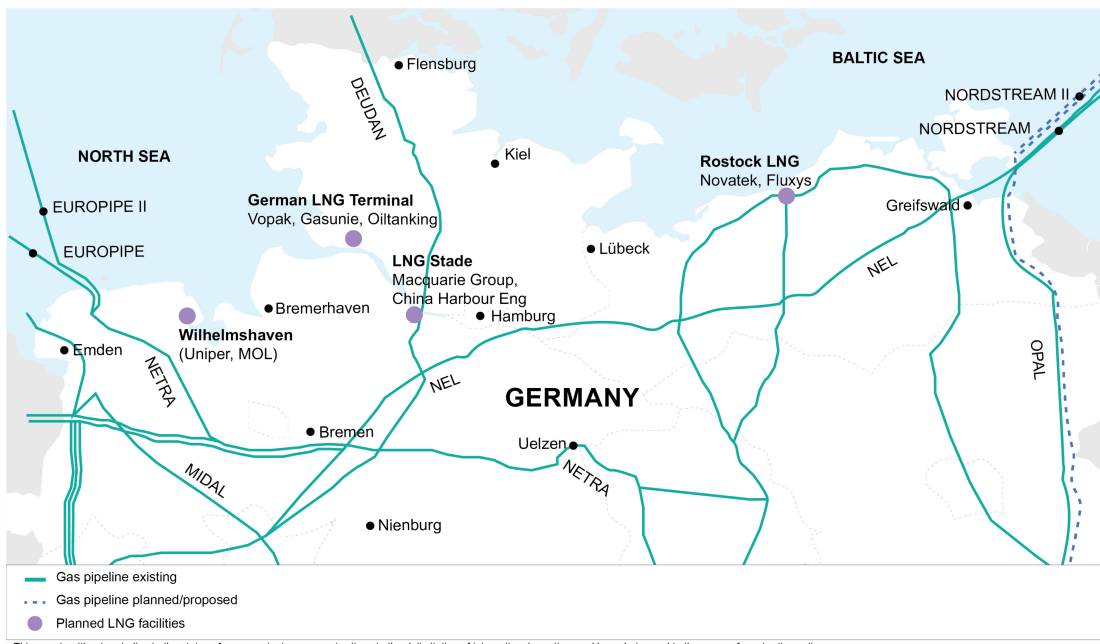 Flensburg
BALTIC SEA
DEUDAN
NORDSTREAM II
NORDSTREAM
NORTH SEA
Kiel
Rostock LNG
Novatek, Fluxys
German LNG Terminal
Vopak, Gasunie, Oiltanking
EUROPIPE II
Greifswald
EUROPIPE
LNG Stade
Macquarie Group,
China Harbour Eng
Lübeck
NEL
Bremerhaven
Hamburg
Wilhelmshaven
(Uniper, MOL)
Emden
NETRA
NEL
OPAL
GERMANY
Bremen
Uelzen
MIDAL
NETRA
Nienburg
Gas pipeline existing
Gas pipeline planned/proposed
Planned LNG facilities